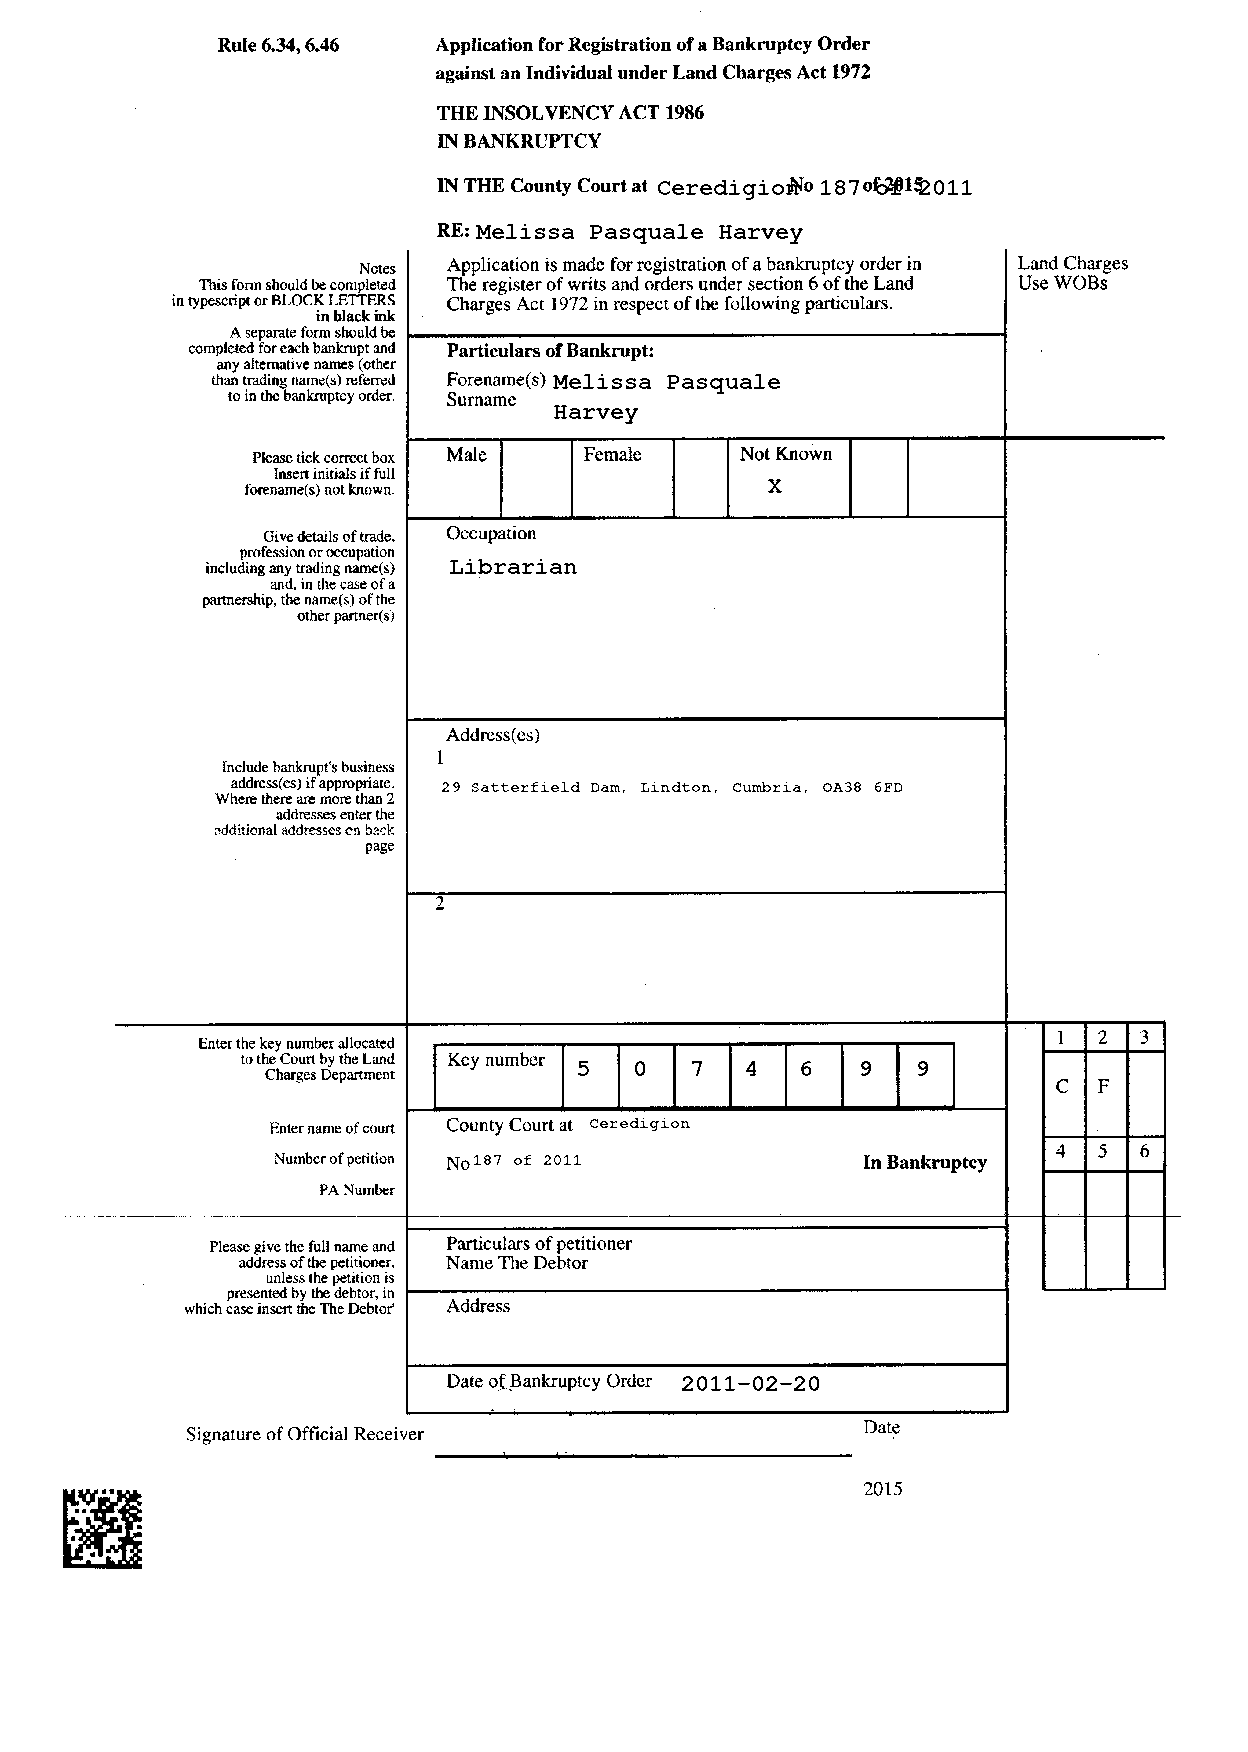 Rule 6.34, 6.46
Application for Registration of a Bankruptcy Order
against an Individual under Land Charges Act 1972
THE INSOLVENCY ACT 1986
IN BANKRUPTCY
IN THE County Court at Ceredigion No 187 of 2011
RE: Melissa Pasquale Harvey
Notes
This form should be completed
in typescript or BLOCK LETTERS
in black ink
A separate form should be
completed for each bankrupt and
any alternative names (other
than trading name(s) referred
to in the bankruptcy order.
Application is made for registration of a bankruptcy order in
The register of writs and orders under section 6 of the Land
Charges Act 1972 in respect of the following particulars.
Land Charges
Use WOBs
Particulars of Bankrupt:
Forename(s) Melissa Pasquale
Surname
Harvey
Please tick correct box
Insert initials if full
forename(s) not known.
Male
Female
Not Known
X
Give details of trade,
profession or occupation
including any trading name(s)
and, in the case of a
partnership, the name(s) of the
other partner(s)
Occupation
Librarian
Include bankrupt's business
address(es) if appropriate.
Where there are more than 2
addresses enter the
additional addresses on back
page
Address(es)
1
29 Satterfield Dam, Lindton, Cumbria, OA38 6FD
2
Enter the key number allocated
to the Court by the Land
Charges Department
Key number 5 0 7 4 6 9 9
1 2 3
C F
Enter name of court
County Court at Ceredigion
Number of petition
No 187 of 2011
In Bankruptcy
4 5 6
PA Number
Please give the full name and
address of the petitioner,
unless the petition is
presented by the debtor, in
which case insert the The Debtor'
Particulars of petitioner
Name The Debtor
Address
Date of Bankruptcy Order 2011-02-20
Signature of Official Receiver
Date
2015